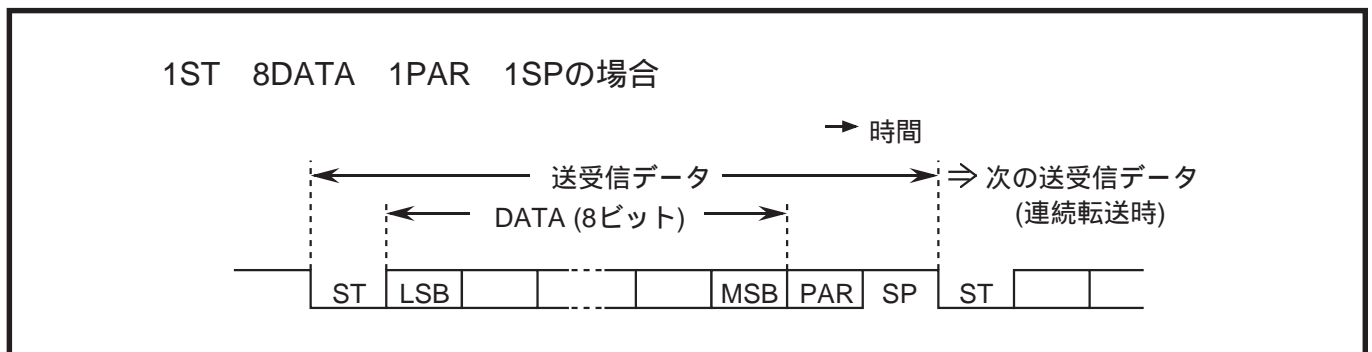 1ST 8DATA 1PAR 1SPの場合
→ 時間
送受信データ ⇒ 次の送受信データ
DATA (8ビット) (連続転送時)
ST LSB MSB PAR SP ST